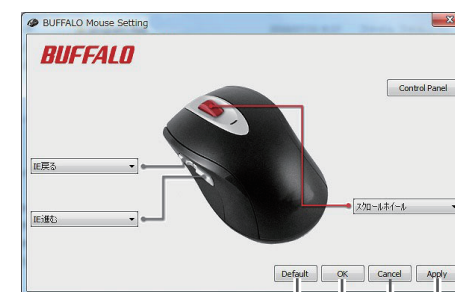 BUFFALO Mouse Setting
BUFFALO
Control Panel
IE戻る
スクロールホイール
IE進む
Default
OK
Cancel
Apply